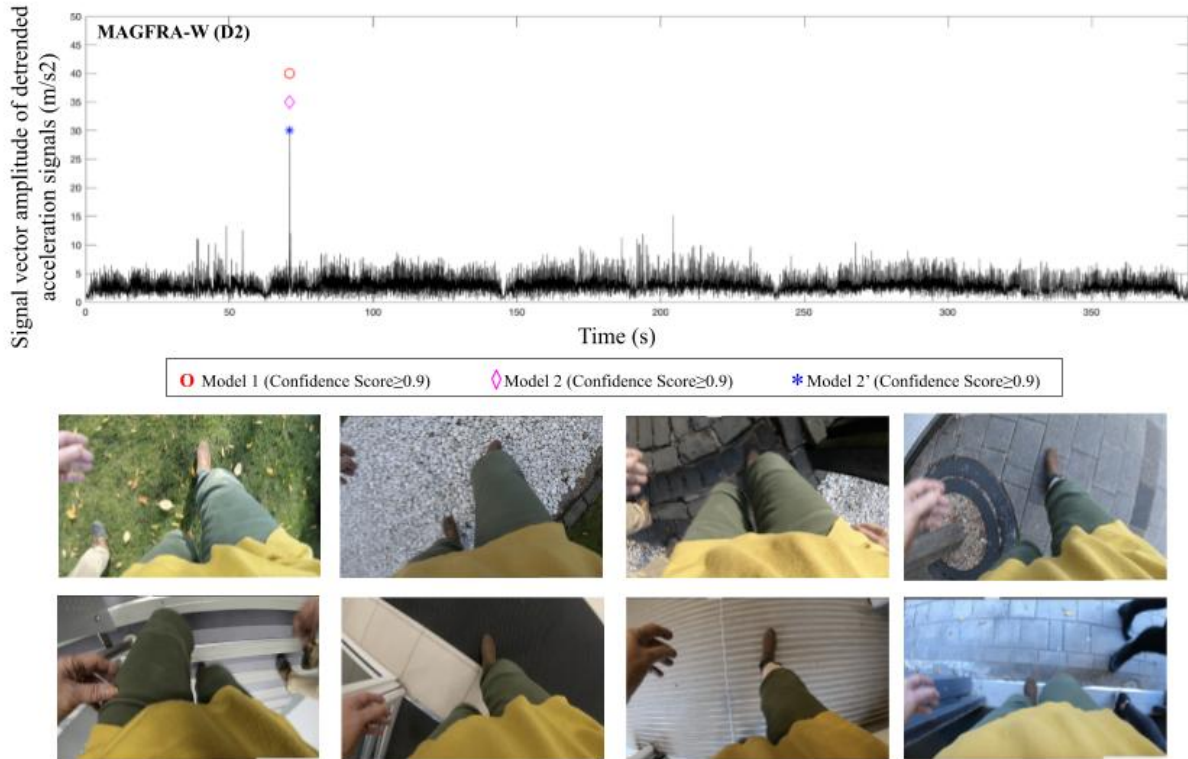 50
MAGFRA-W (D2)
45
40
35
30
25
20
15
10
5
0
Signal vector amplitude of detrended
acceleration signals (m/s2)
0 50 100 150 200 250 300 350
Time (s)
O Model 1 (Confidence Score≥0.9) ◊ Model 2 (Confidence Score≥0.9) * Model 2’ (Confidence Score≥0.9)